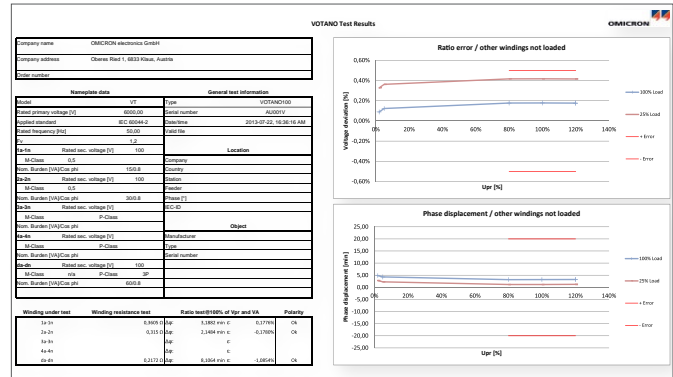 VOTANO Test Results
OMICRON
Company name OMICRON electronics GmbH
Company address Oberes Ried 1, 6833 Klaus, Austria
Order number
Nameplate data General test information
Model VT Type VOTANO100
Rated primary voltage [V] 6000,00 Serial number AU001V
Applied standard IEC 60044-2 Date/time 2013-07-22, 16:36:16 AM
Rated frequency [Hz] 50,00 Valid file
Fv 1,2
1a-1n Rated sec. voltage [V] 100 Location
M-Class 0,5 Company
Nom. Burden [VA]/Cos phi 15/0.8 Country
2a-2n Rated sec. voltage [V] 100 Station
M-Class 0,5 Feeder
Nom. Burden [VA]/Cos phi 30/0.8 Phase [°]
3a-3n Rated sec. voltage [V] IEC-ID
M-Class P-Class
Nom. Burden [VA]/Cos phi Object
4a-4n Rated sec. voltage [V] Manufacturer
M-Class P-Class Type
Nom. Burden [VA]/Cos phi Serial number
da-dn Rated sec. voltage [V] 100
M-Class n/a P-Class 3P
Nom. Burden [VA]/Cos phi 60/0.8
Winding under test Winding resistance test Ratio test@100% of Vpr and VA Polarity
1a-1n 0,3605 Ω Δφ: 3,1882 min ε: 0,1776% Ok
2a-2n 0,315 Ω Δφ: 2,1484 min ε: -0,1780% Ok
3a-3n Δφ: ε:
4a-4n Δφ: ε:
da-dn 0,2172 Ω Δφ: 8,1064 min ε: -1,0854% Ok
Ratio error / other windings not loaded
Voltage deviation [%]
0,60%
0,40%
0,20%
0,00%
-0,20%
-0,40%
-0,60%
0% 20% 40% 60% 80% 100% 120% 140%
Upr [%]
100% Load
25% Load
+ Error
- Error
Phase displacement / other windings not loaded
Phase displacement [min]
25,00
20,00
15,00
10,00
5,00
0,00
-5,00
-10,00
-15,00
-20,00
-25,00
0% 20% 40% 60% 80% 100% 120% 140%
Upr [%]
100% Load
25% Load
+ Error
- Error